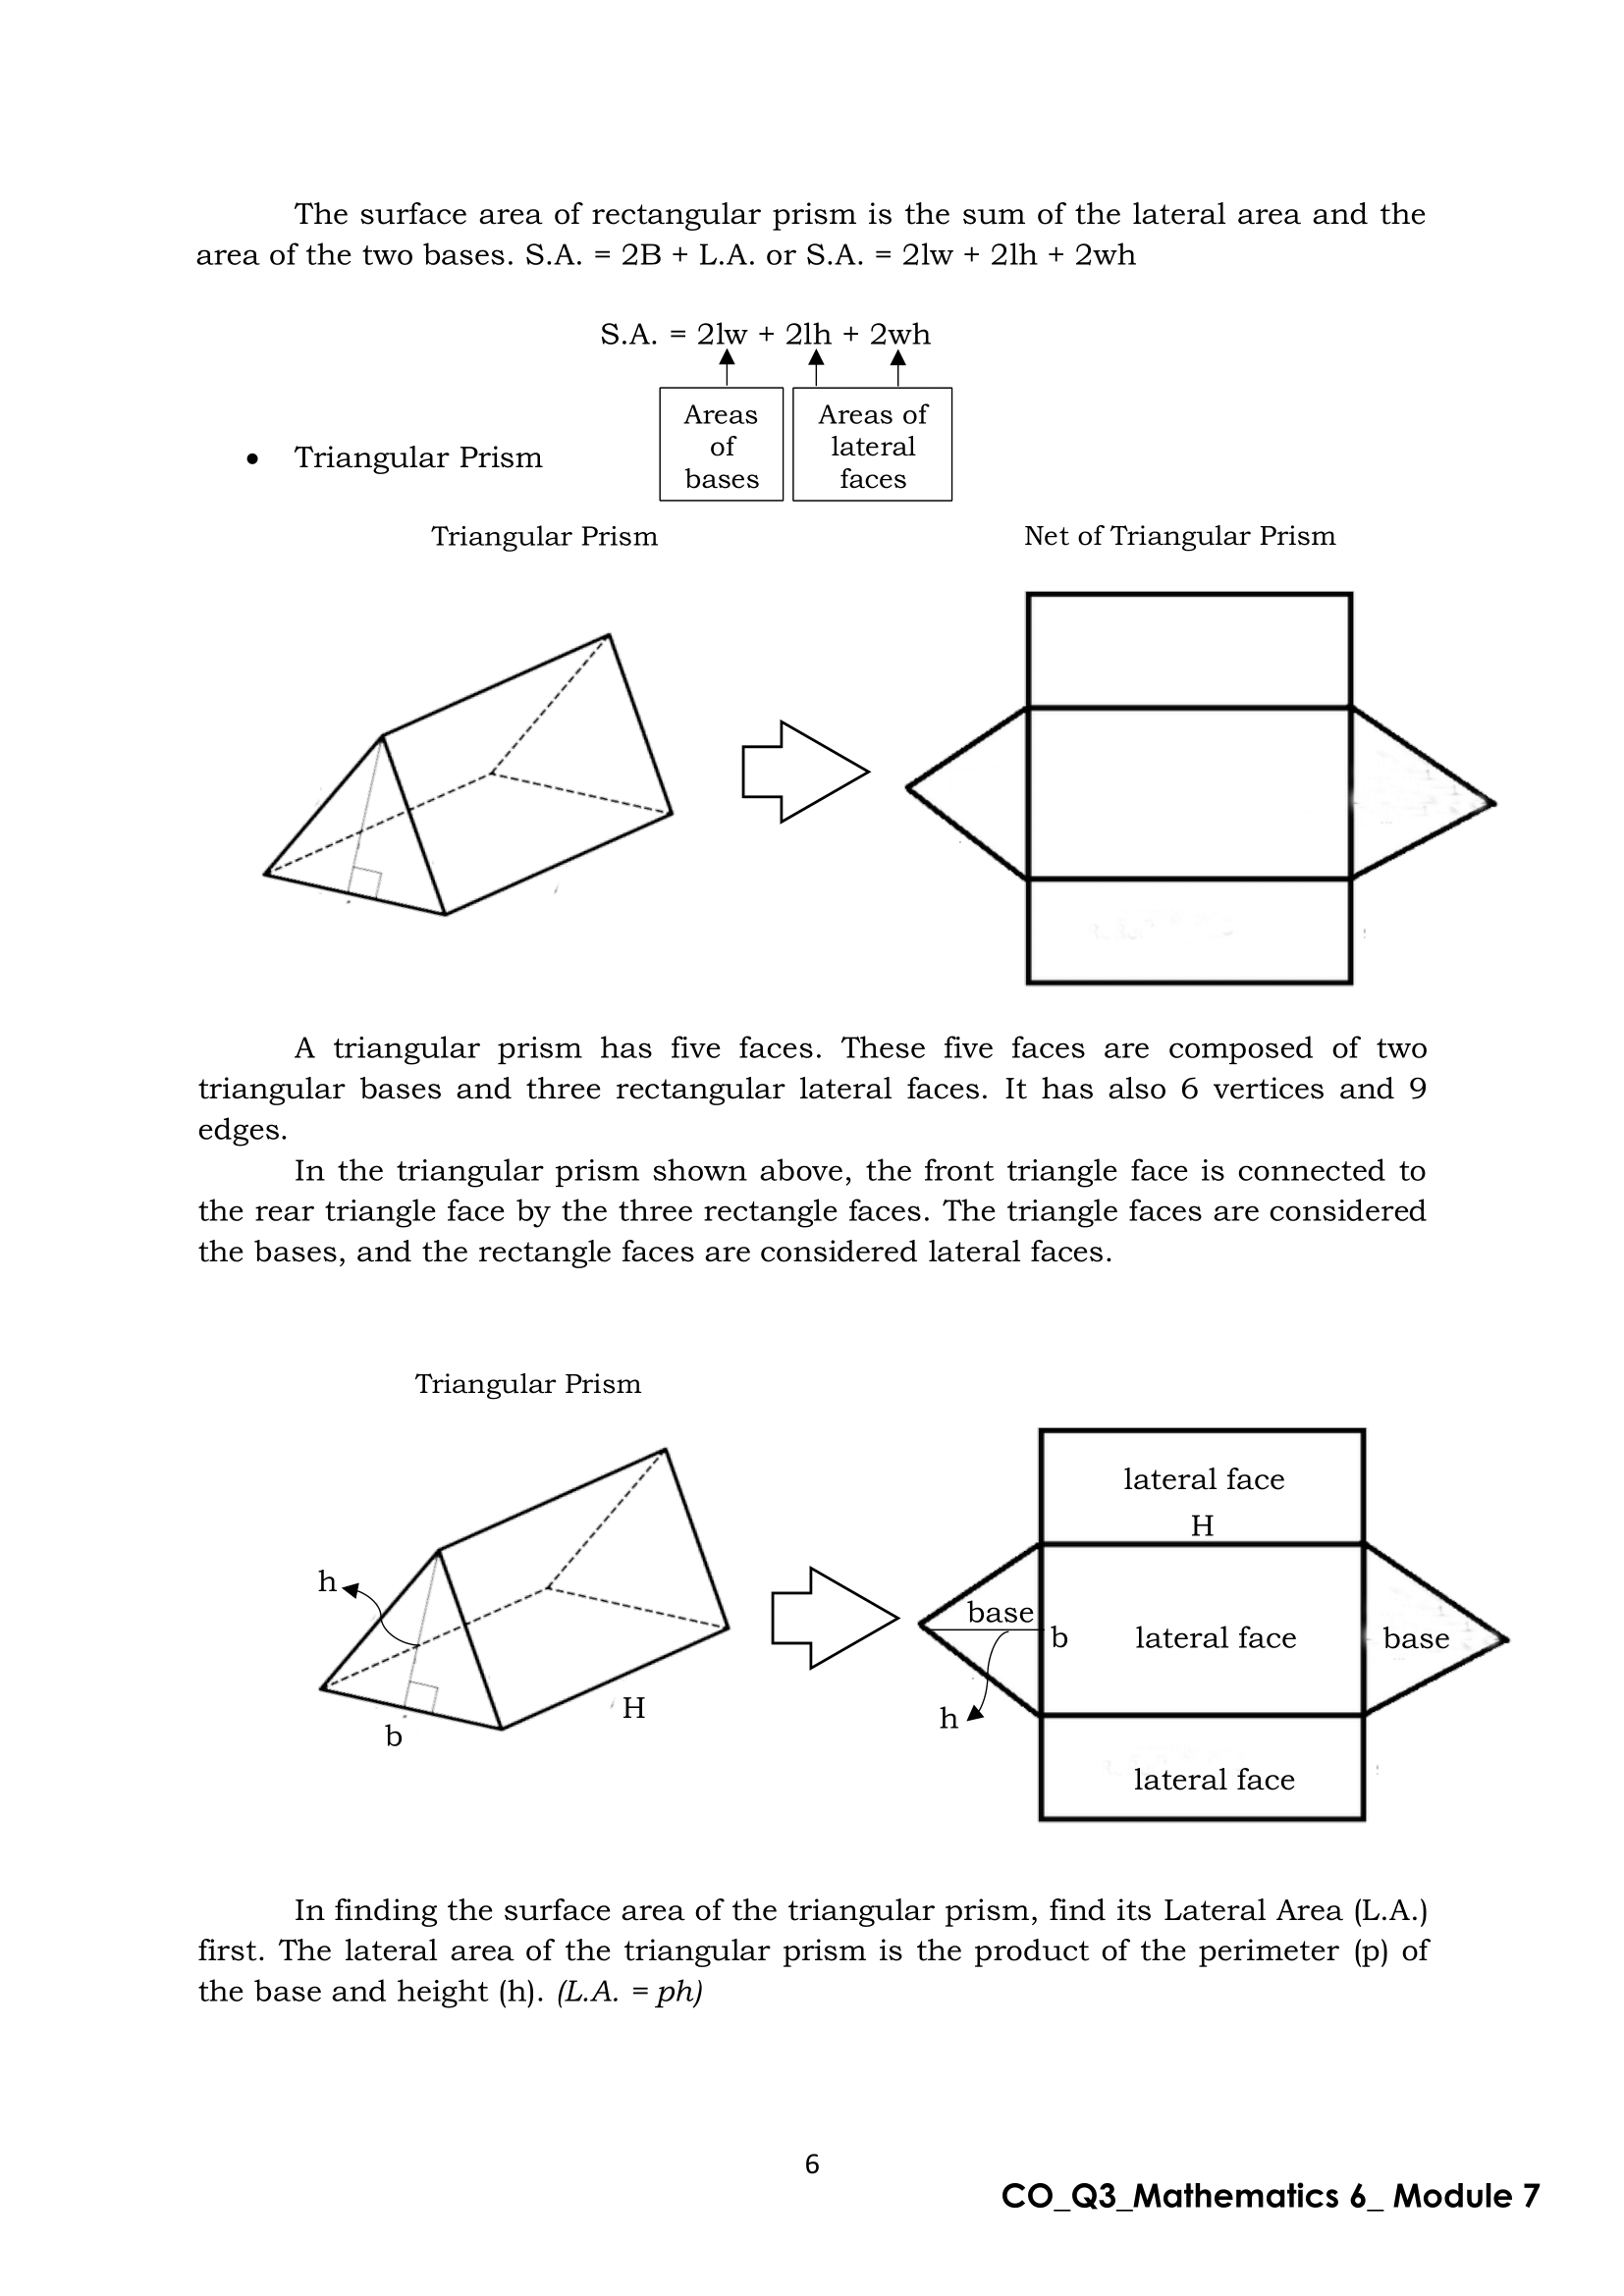 The surface area of rectangular prism is the sum of the lateral area and the
area of the two bases. S.A. = 2B + L.A. or S.A. = 2lw + 2lh + 2wh
S.A. = 2lw + 2lh + 2wh
Areas
of
bases
Areas of
lateral
faces
• Triangular Prism
Triangular Prism
Net of Triangular Prism
A triangular prism has five faces. These five faces are composed of two
triangular bases and three rectangular lateral faces. It has also 6 vertices and 9
edges.
In the triangular prism shown above, the front triangle face is connected to
the rear triangle face by the three rectangle faces. The triangle faces are considered
the bases, and the rectangle faces are considered lateral faces.
Triangular Prism
h
b
H
lateral face
H
base
b
lateral face
base
h
lateral face
In finding the surface area of the triangular prism, find its Lateral Area (L.A.)
first. The lateral area of the triangular prism is the product of the perimeter (p) of
the base and height (h). (L.A. = ph)
6
CO_Q3_Mathematics 6_ Module 7